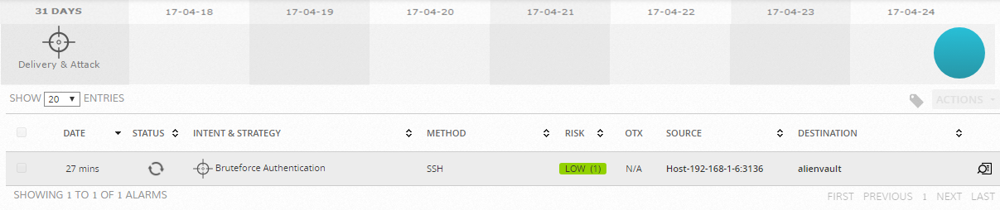 31 DAYS 17-04-18 17-04-19 17-04-20 17-04-21 17-04-22 17-04-23 17-04-24
Delivery & Attack
SHOW 20 ENTRIES ACTIONS
DATE STATUS INTENT & STRATEGY METHOD RISK OTX SOURCE DESTINATION
27 mins Bruteforce Authentication SSH LOW (1) N/A Host-192-168-1-6:3136 alienvault
SHOWING 1 TO 1 OF 1 ALARMS FIRST PREVIOUS 1 NEXT LAST